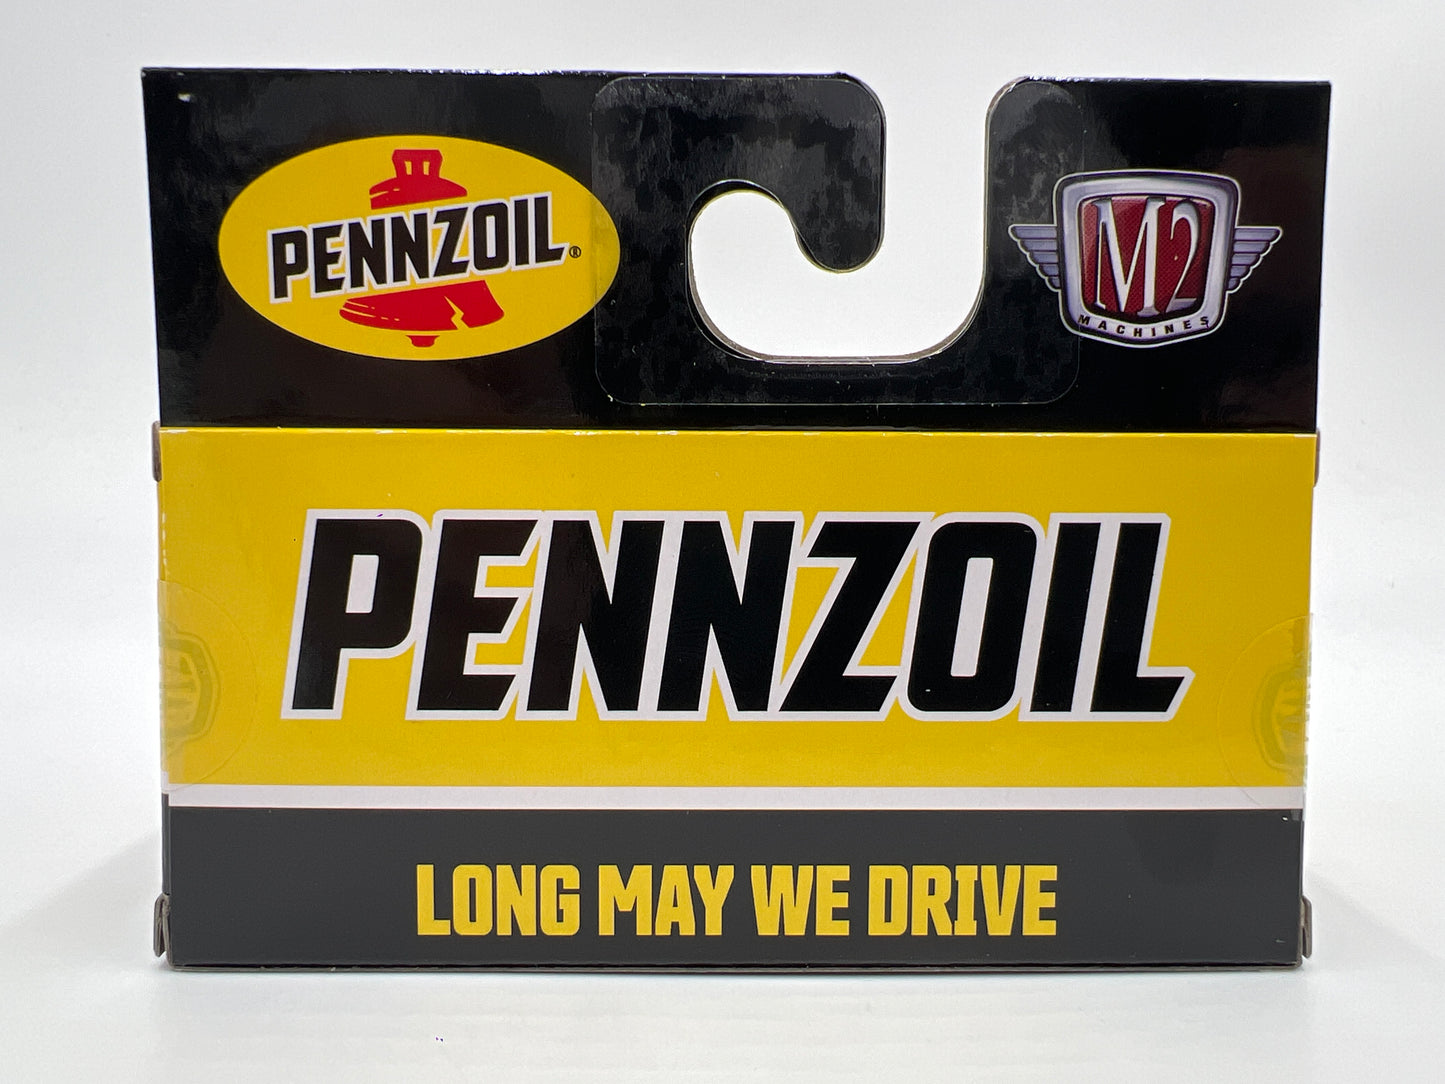 PENNZOIL®
M2
MACHINES
PENNZOIL
LONG MAY WE DRIVE